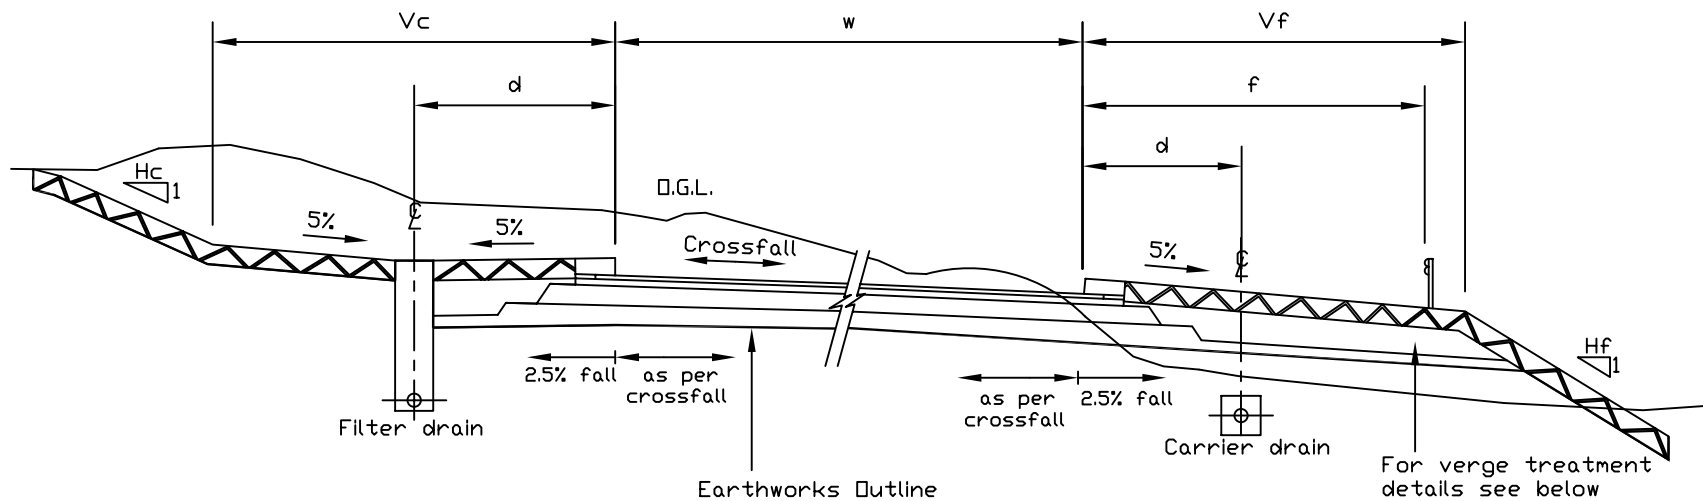 Vc
w
Vf
d
f
d
Hc
1
O.G.L.
5%
℄
5%
Crossfall
5%
℄
Hf
1
2.5% fall
as per
crossfall
as per
crossfall
2.5% fall
Filter drain
Carrier drain
Earthworks Outline
For verge treatment
details see below